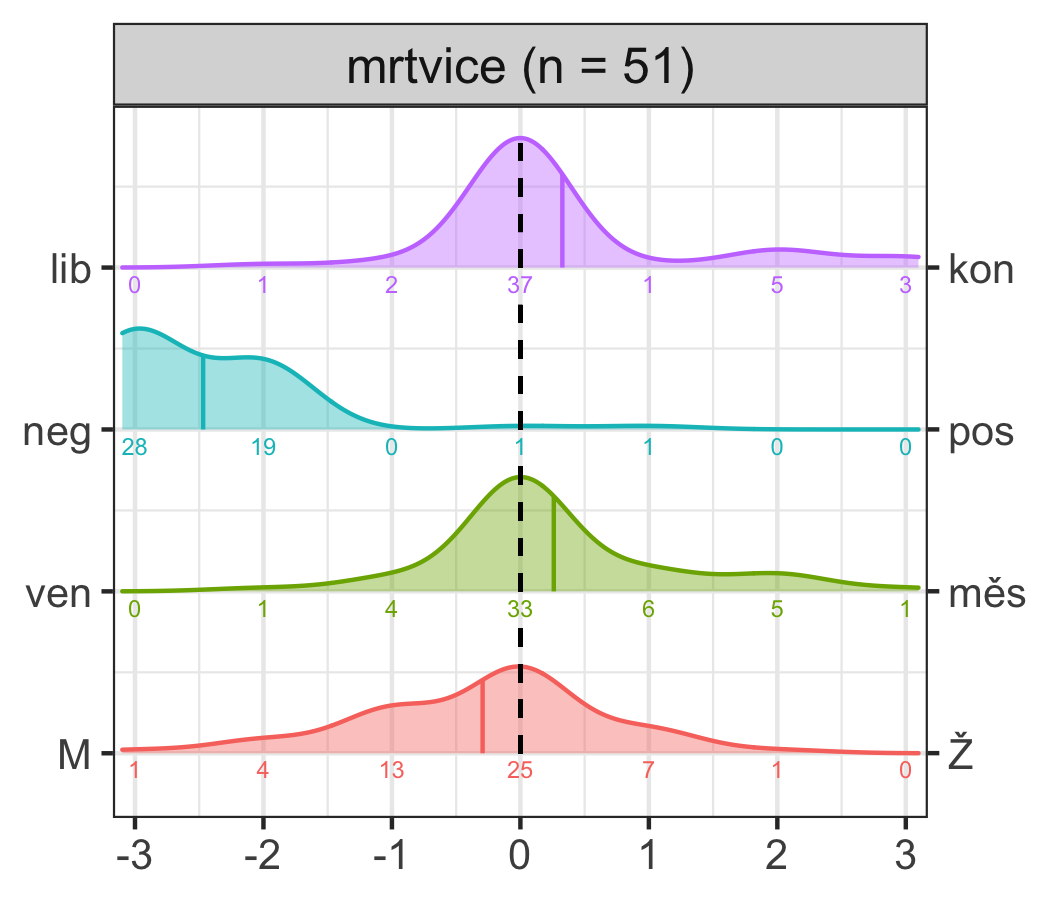 mrtvice (n = 51)
lib kon
0 1 2 37 1 5 3
neg pos
28 19 0 1 1 0 0
ven měs
0 1 4 33 6 5 1
M Ž
1 4 13 25 7 1 0
-3 -2 -1 0 1 2 3